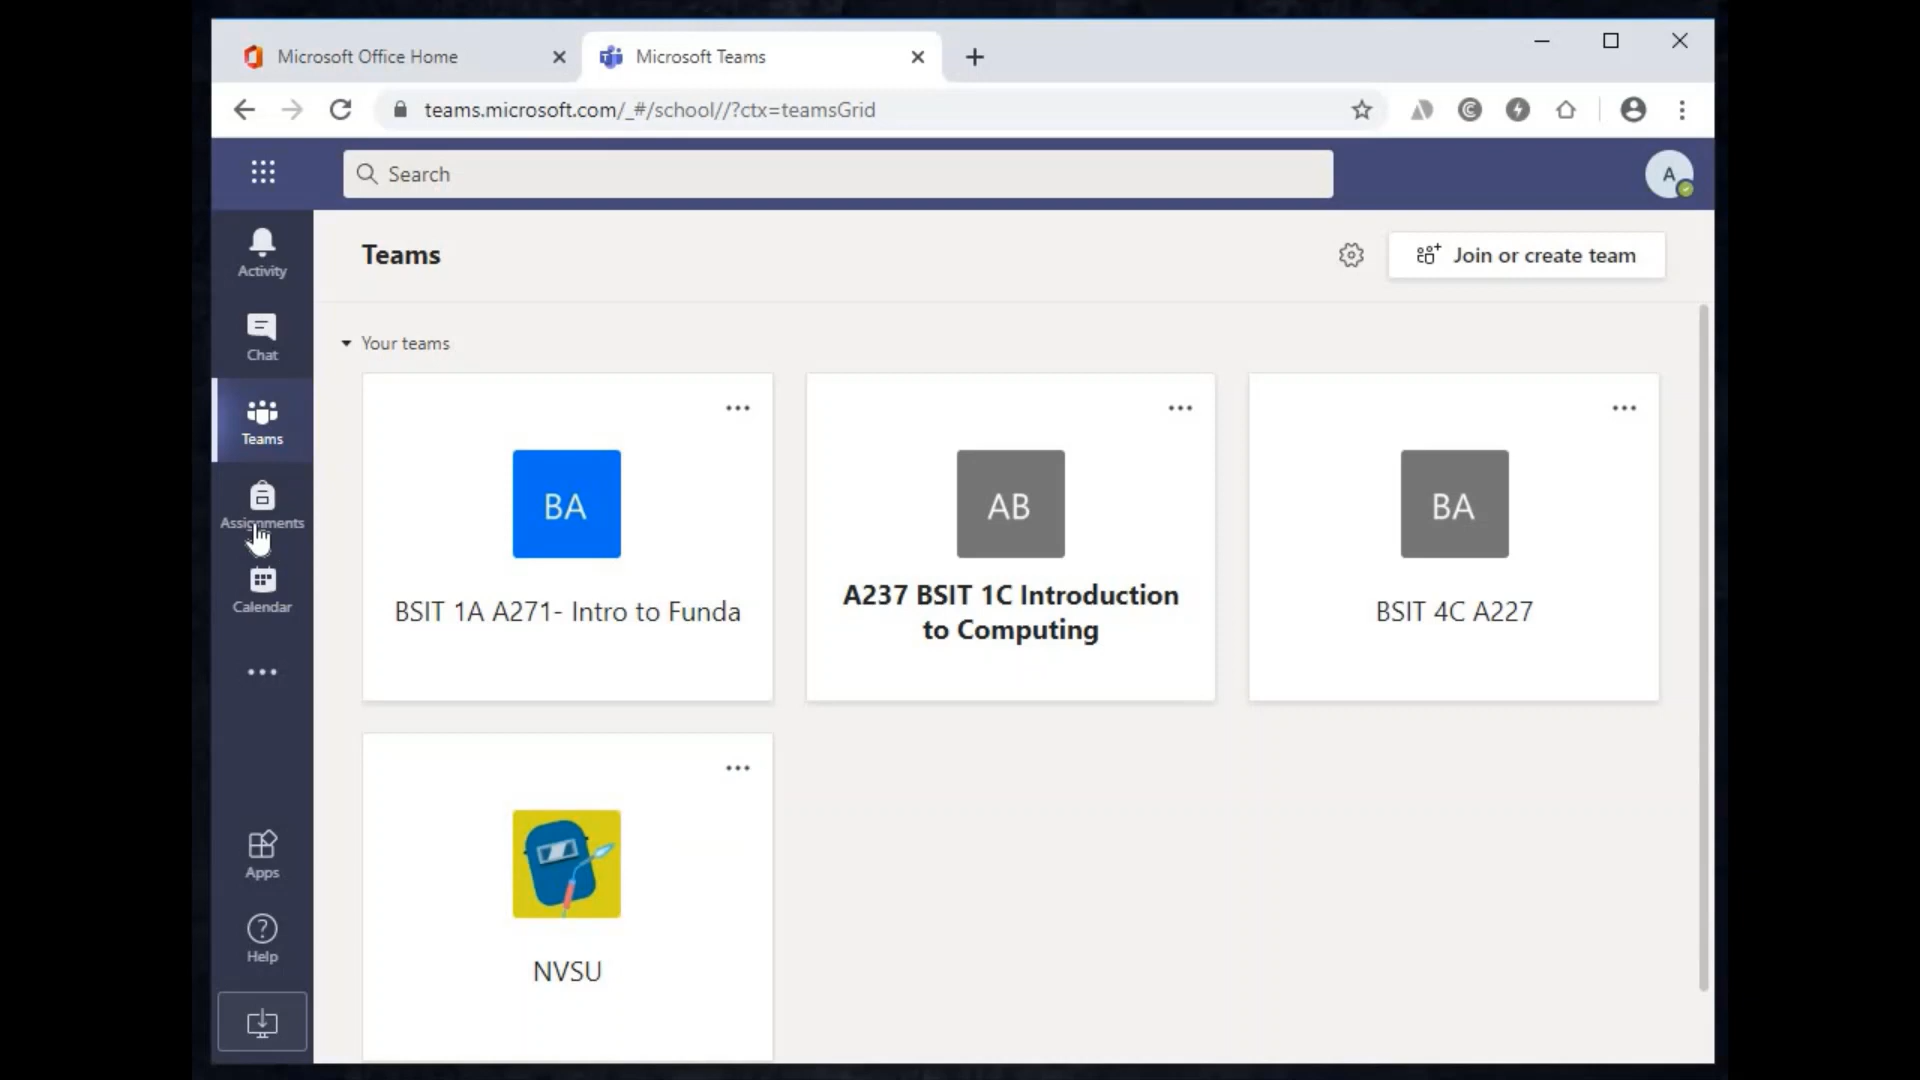 Microsoft Office Home
Microsoft Teams
teams.microsoft.com/_#/school//?ctx=teamsGrid
Search
A
Activity
Chat
Teams
Assignments
Calendar
Apps
Help
Teams
Join or create team
Your teams
BA
BSIT 1A A271- Intro to Funda
AB
A237 BSIT 1C Introduction
to Computing
BA
BSIT 4C A227
NVSU